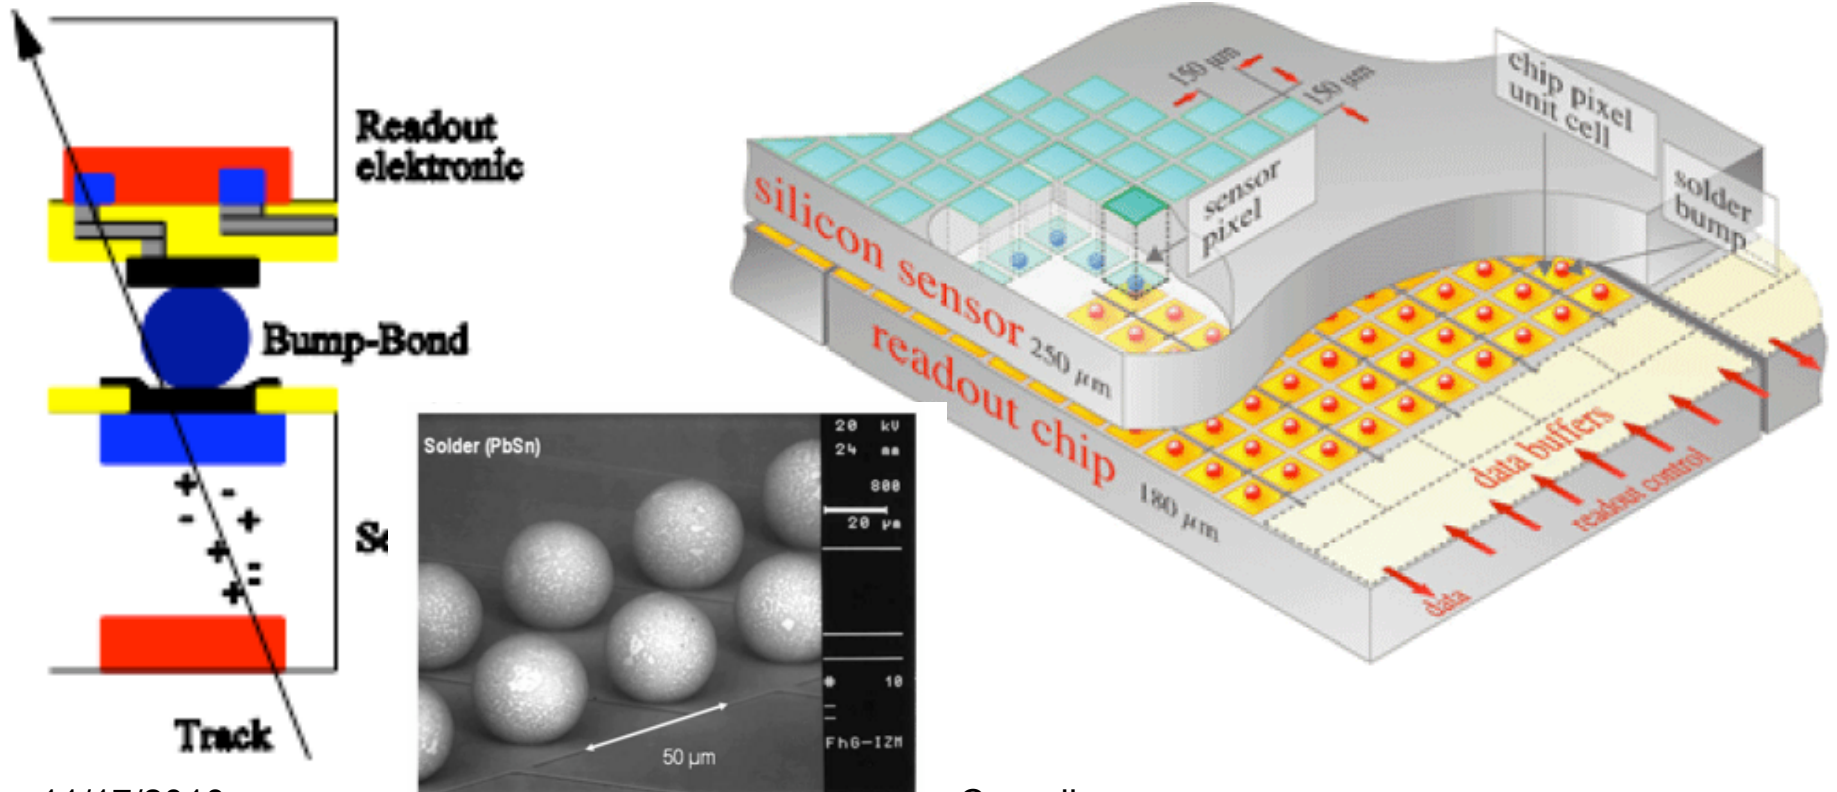 Readout
elektronic
Bump-Bond
Track
Solder (PbSn)
20 kV
24 mm
800
20 µm
10
FhG-IZM
50 µm
150 µm
150 µm
chip pixel
unit cell
solder
bump
sensor
pixel
silicon sensor 250 µm
readout chip 180 µm
data buffers
readout control
data